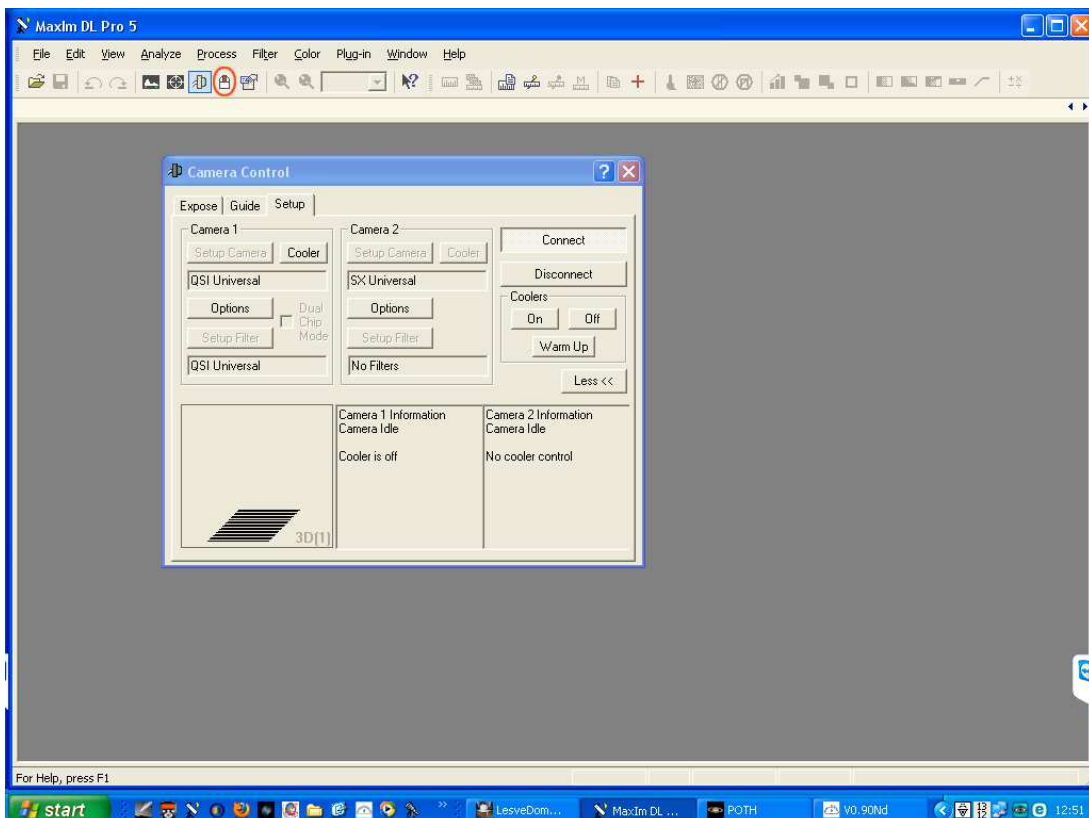 MaxIm DL Pro 5
File Edit View Analyze Process Filter Color Plug-in Window Help
Camera Control
Expose Guide Setup
Camera 1
Setup Camera Cooler
QSI Universal
Options
Dual Chip Mode
Setup Filter
QSI Universal
Camera 2
Setup Camera Cooler
SX Universal
Options
Setup Filter
No Filters
Connect
Disconnect
Coolers
On Off
Warm Up
Less <<
3D[1]
Camera 1 Information
Camera Idle
Cooler is off
Camera 2 Information
Camera Idle
No cooler control
For Help, press F1
start LesveDom... MaxIm DL ... POTH V0.90Nd 12:51